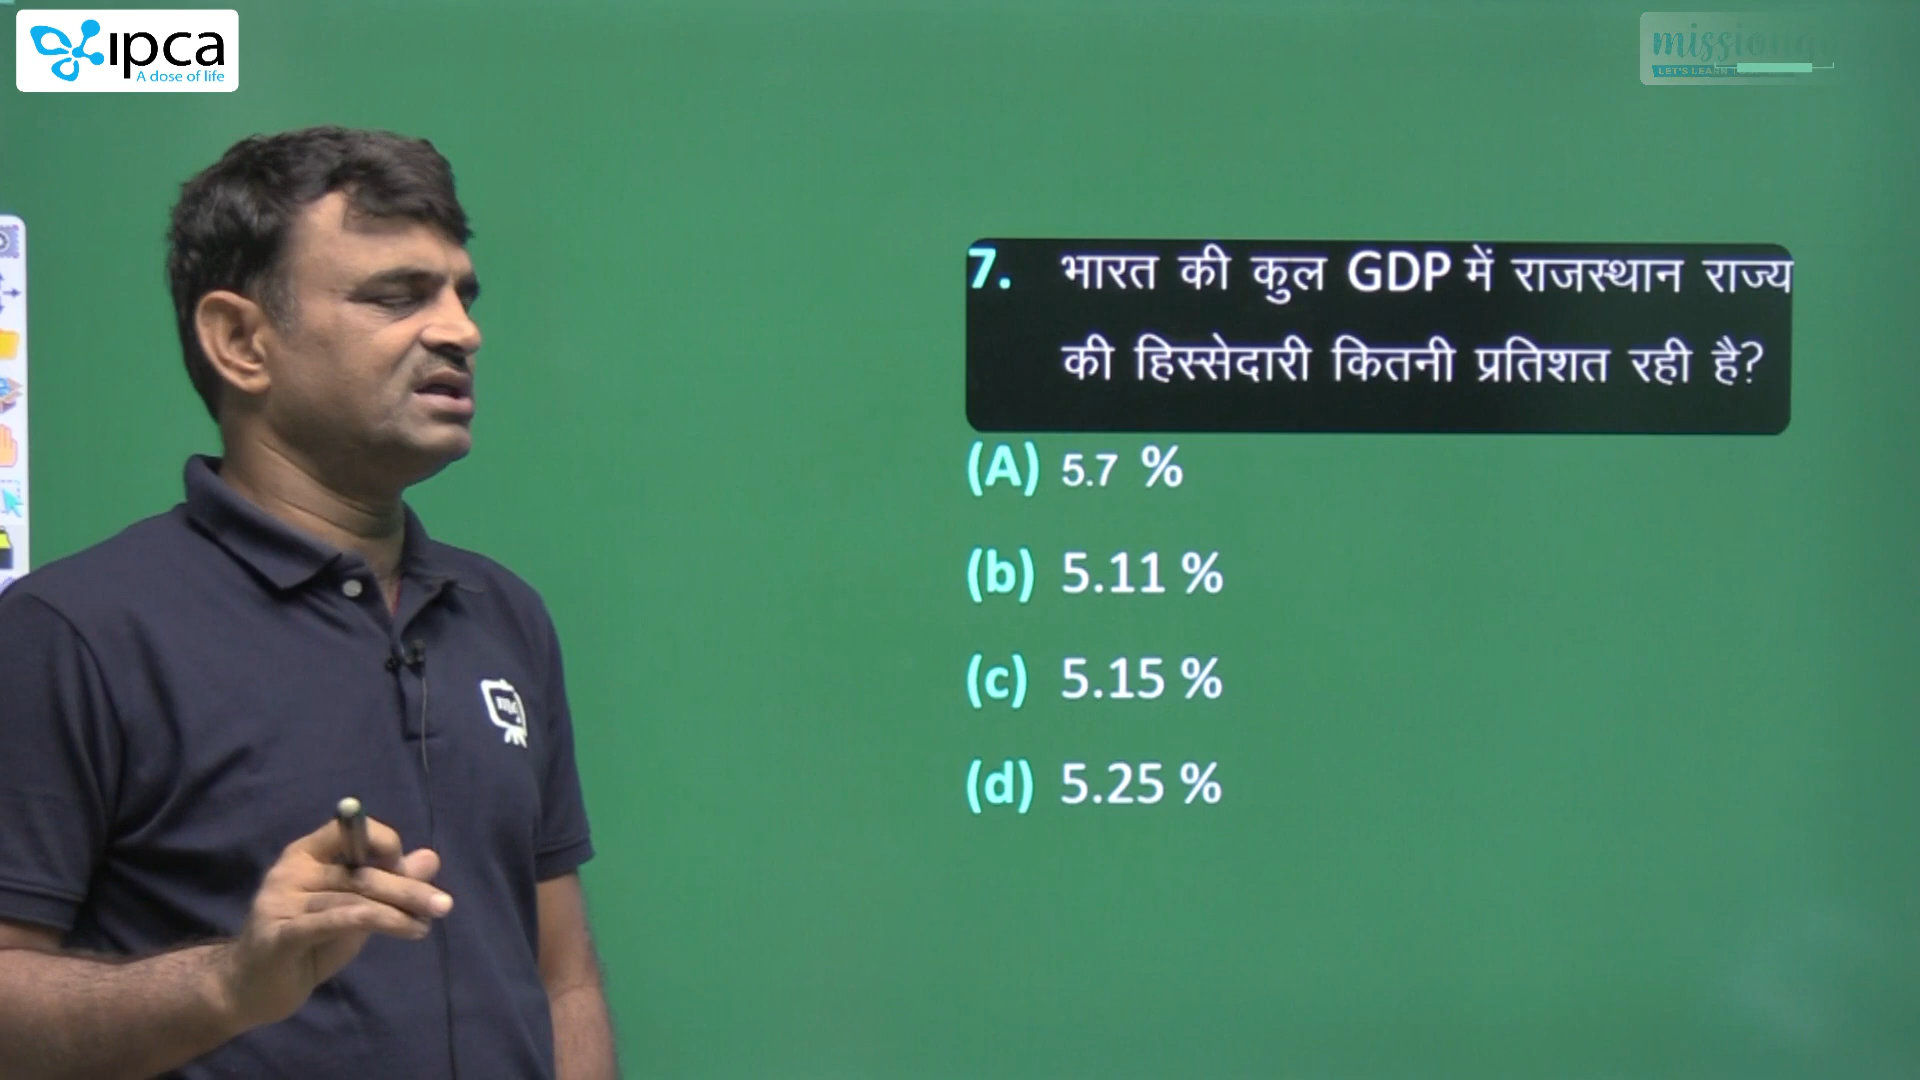 ipca
A dose of life
7. भारत की कुल GDP में राजस्थान राज्य
की हिस्सेदारी कितनी प्रतिशत रही है?
(A) 5.7 %
(b) 5.11 %
(c) 5.15 %
(d) 5.25 %